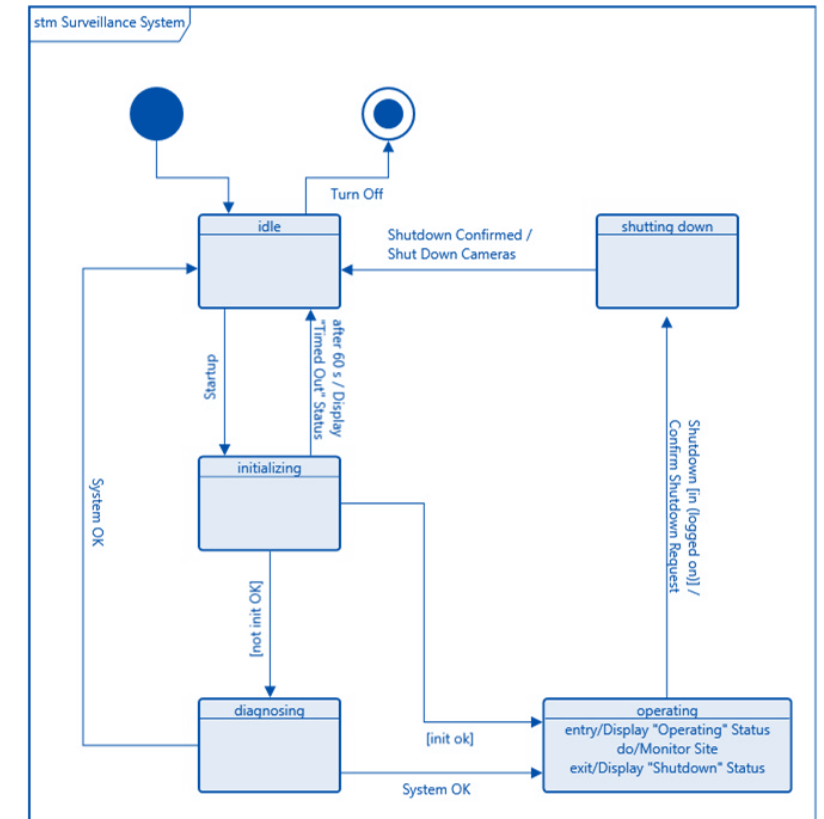 stm Surveillance System
Turn Off
idle
shutting down
Shutdown Confirmed /
Shut Down Cameras
Startup
after 60 s / Display
"Timed Out" Status
initializing
System OK
Shutdown [in (logged on)] /
Confirm Shutdown Request
[not init OK]
diagnosing
operating
entry/Display "Operating" Status
do/Monitor Site
exit/Display "Shutdown" Status
[init ok]
System OK